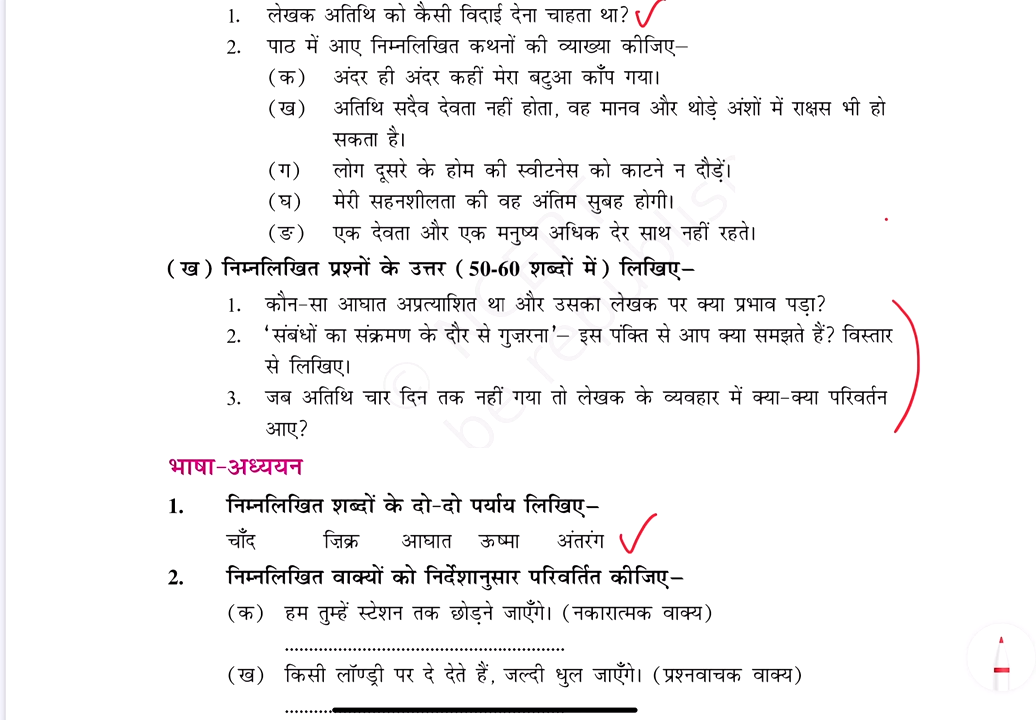 1. लेखक अतिथि को कैसी विदाई देना चाहता था?
2. पाठ में आए निम्नलिखित कथनों की व्याख्या कीजिए–
(क) अंदर ही अंदर कहीं मेरा बटुआ काँप गया।
(ख) अतिथि सदैव देवता नहीं होता, वह मानव और थोड़े अंशों में राक्षस भी हो
सकता है।
(ग) लोग दूसरे के होम की स्वीटनेस को काटने न दौड़ें।
(घ) मेरी सहनशीलता की वह अंतिम सुबह होगी।
(ङ) एक देवता और एक मनुष्य अधिक देर साथ नहीं रहते।
(ख) निम्नलिखित प्रश्नों के उत्तर (50-60 शब्दों में) लिखिए–
1. कौन-सा आघात अप्रत्याशित था और उसका लेखक पर क्या प्रभाव पड़ा?
2. 'संबंधों का संक्रमण के दौर से गुज़रना'– इस पंक्ति से आप क्या समझते हैं? विस्तार
से लिखिए।
3. जब अतिथि चार दिन तक नहीं गया तो लेखक के व्यवहार में क्या-क्या परिवर्तन
आए?
भाषा-अध्ययन
1. निम्नलिखित शब्दों के दो-दो पर्याय लिखिए–
चाँद ज़िक्र आघात ऊष्मा अंतरंग
2. निम्नलिखित वाक्यों को निर्देशानुसार परिवर्तित कीजिए–
(क) हम तुम्हें स्टेशन तक छोड़ने जाएँगे। (नकारात्मक वाक्य)
..........................................................
(ख) किसी लॉण्ड्री पर दे देते हैं, जल्दी धुल जाएँगे। (प्रश्नवाचक वाक्य)
..........